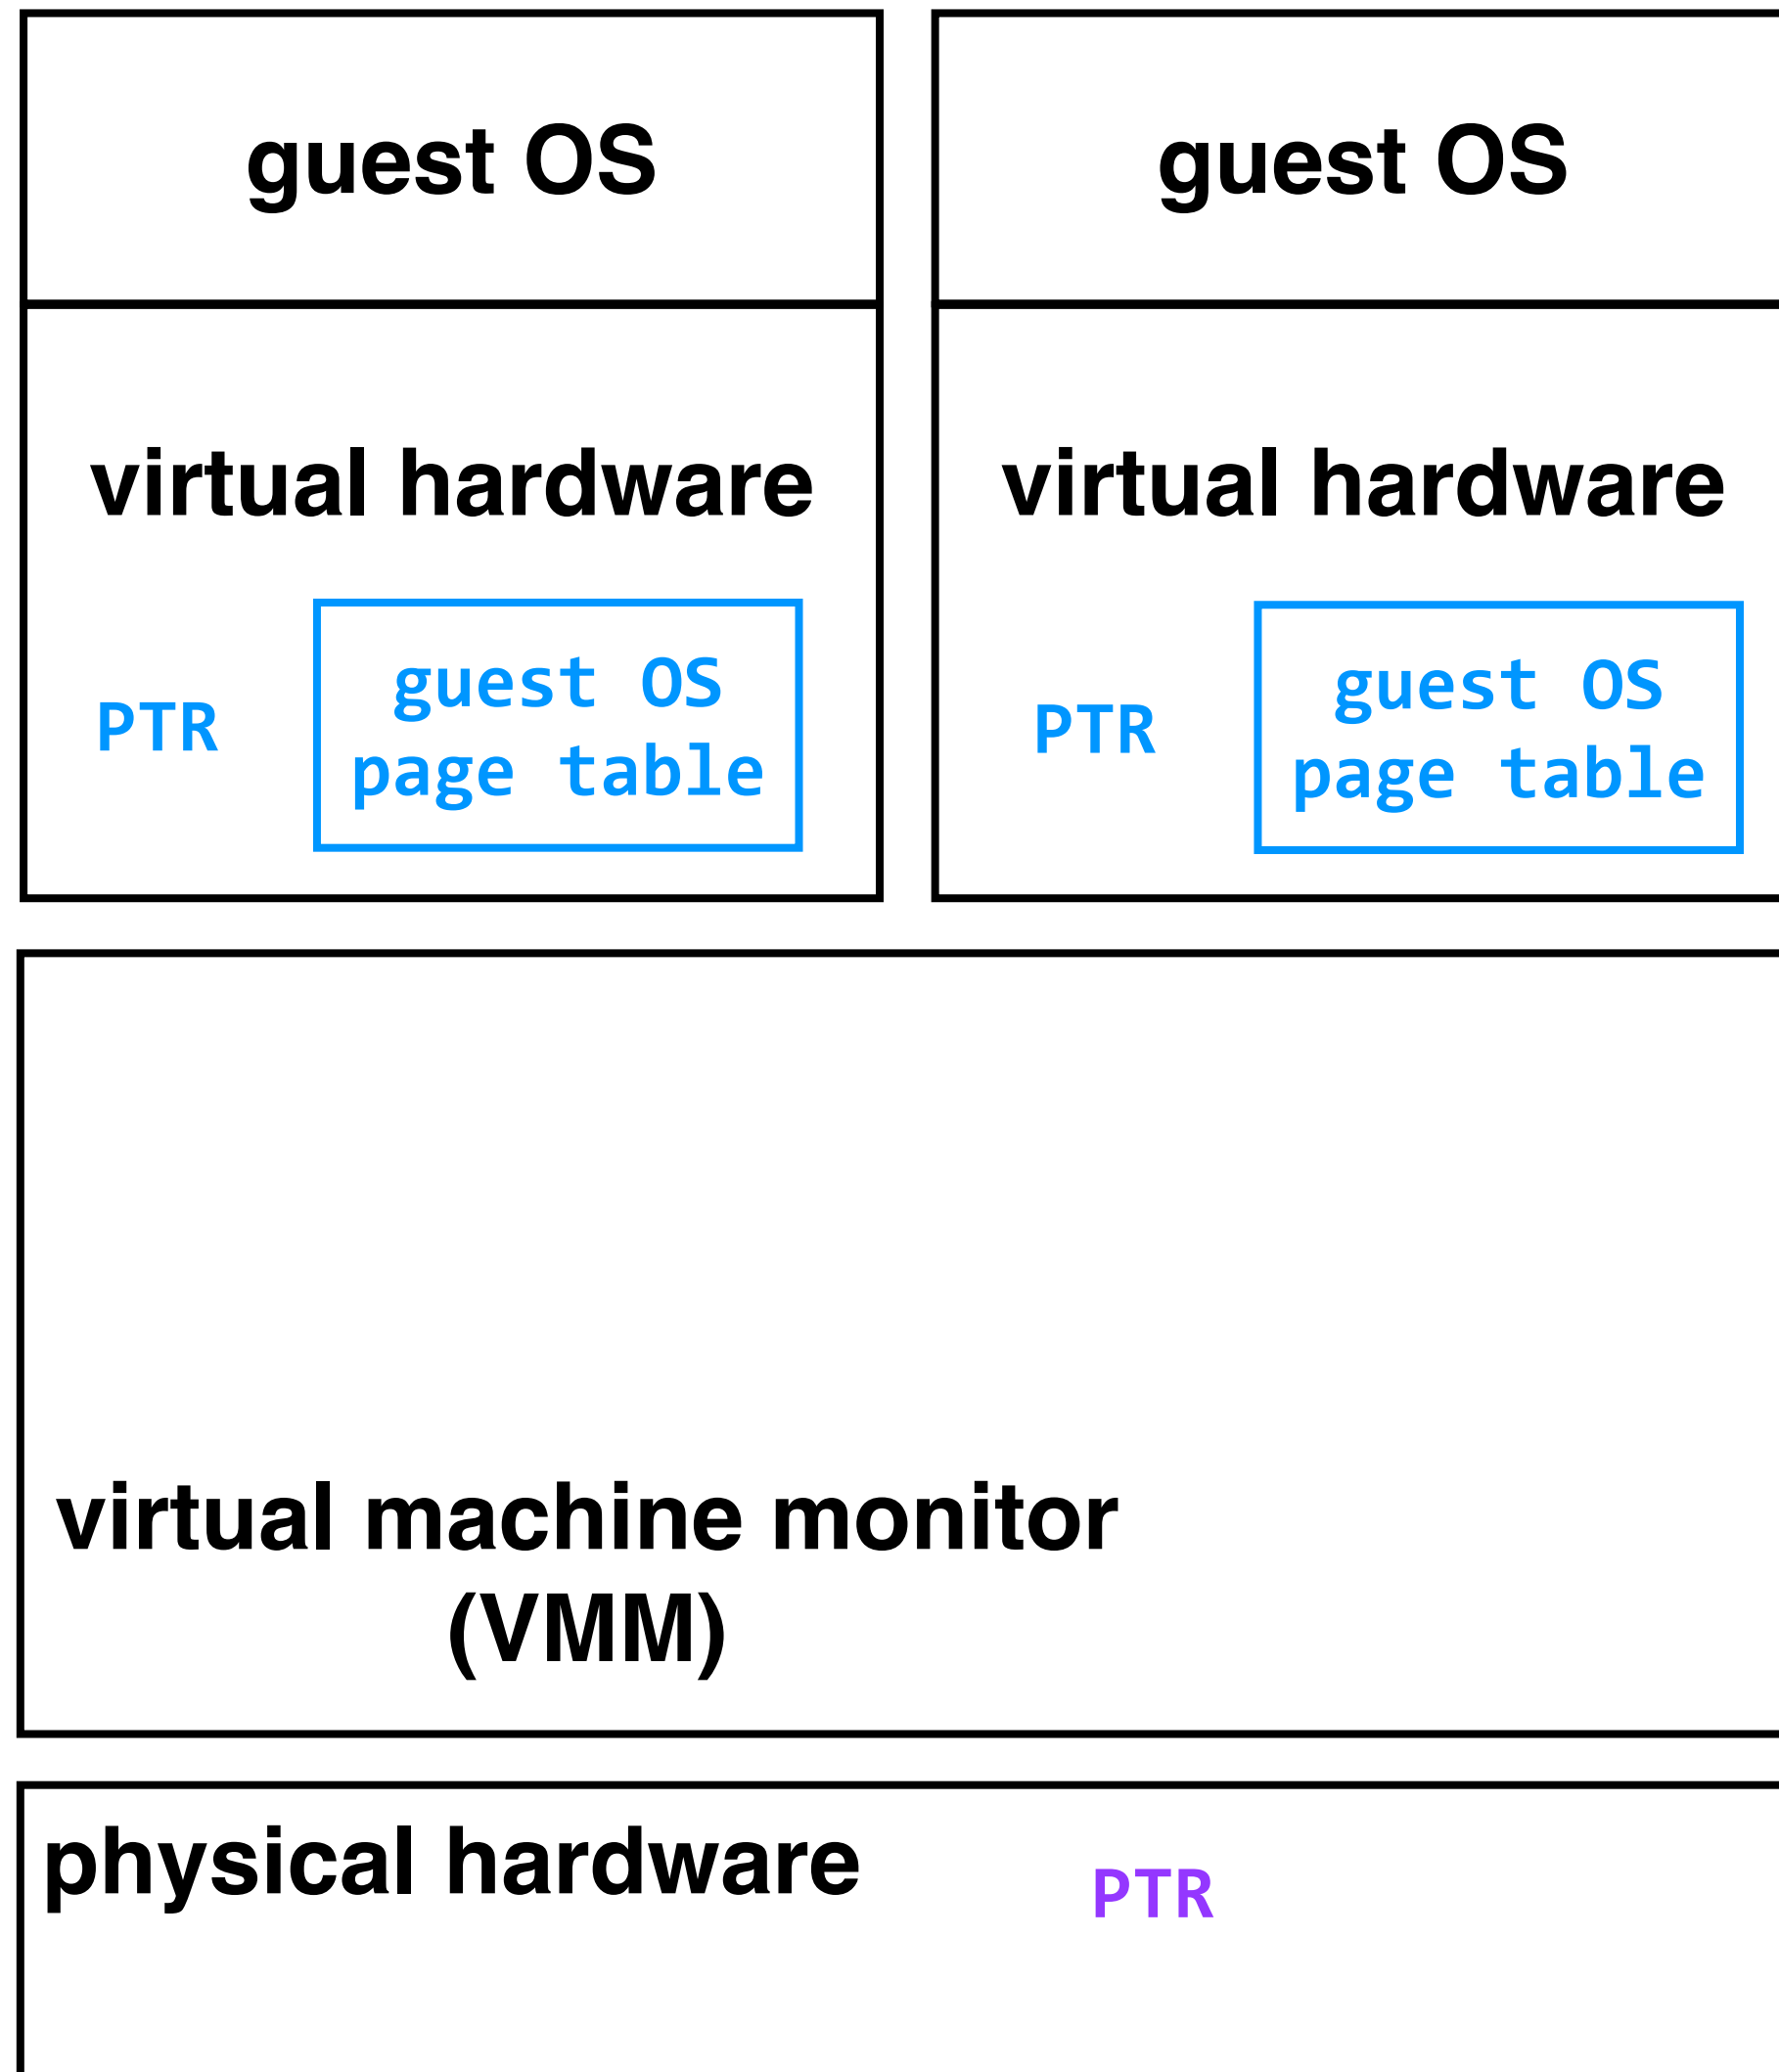 guest OS
guest OS
virtual hardware
virtual hardware
PTR
guest OS
page table
PTR
guest OS
page table
virtual machine monitor
(VMM)
physical hardware
PTR